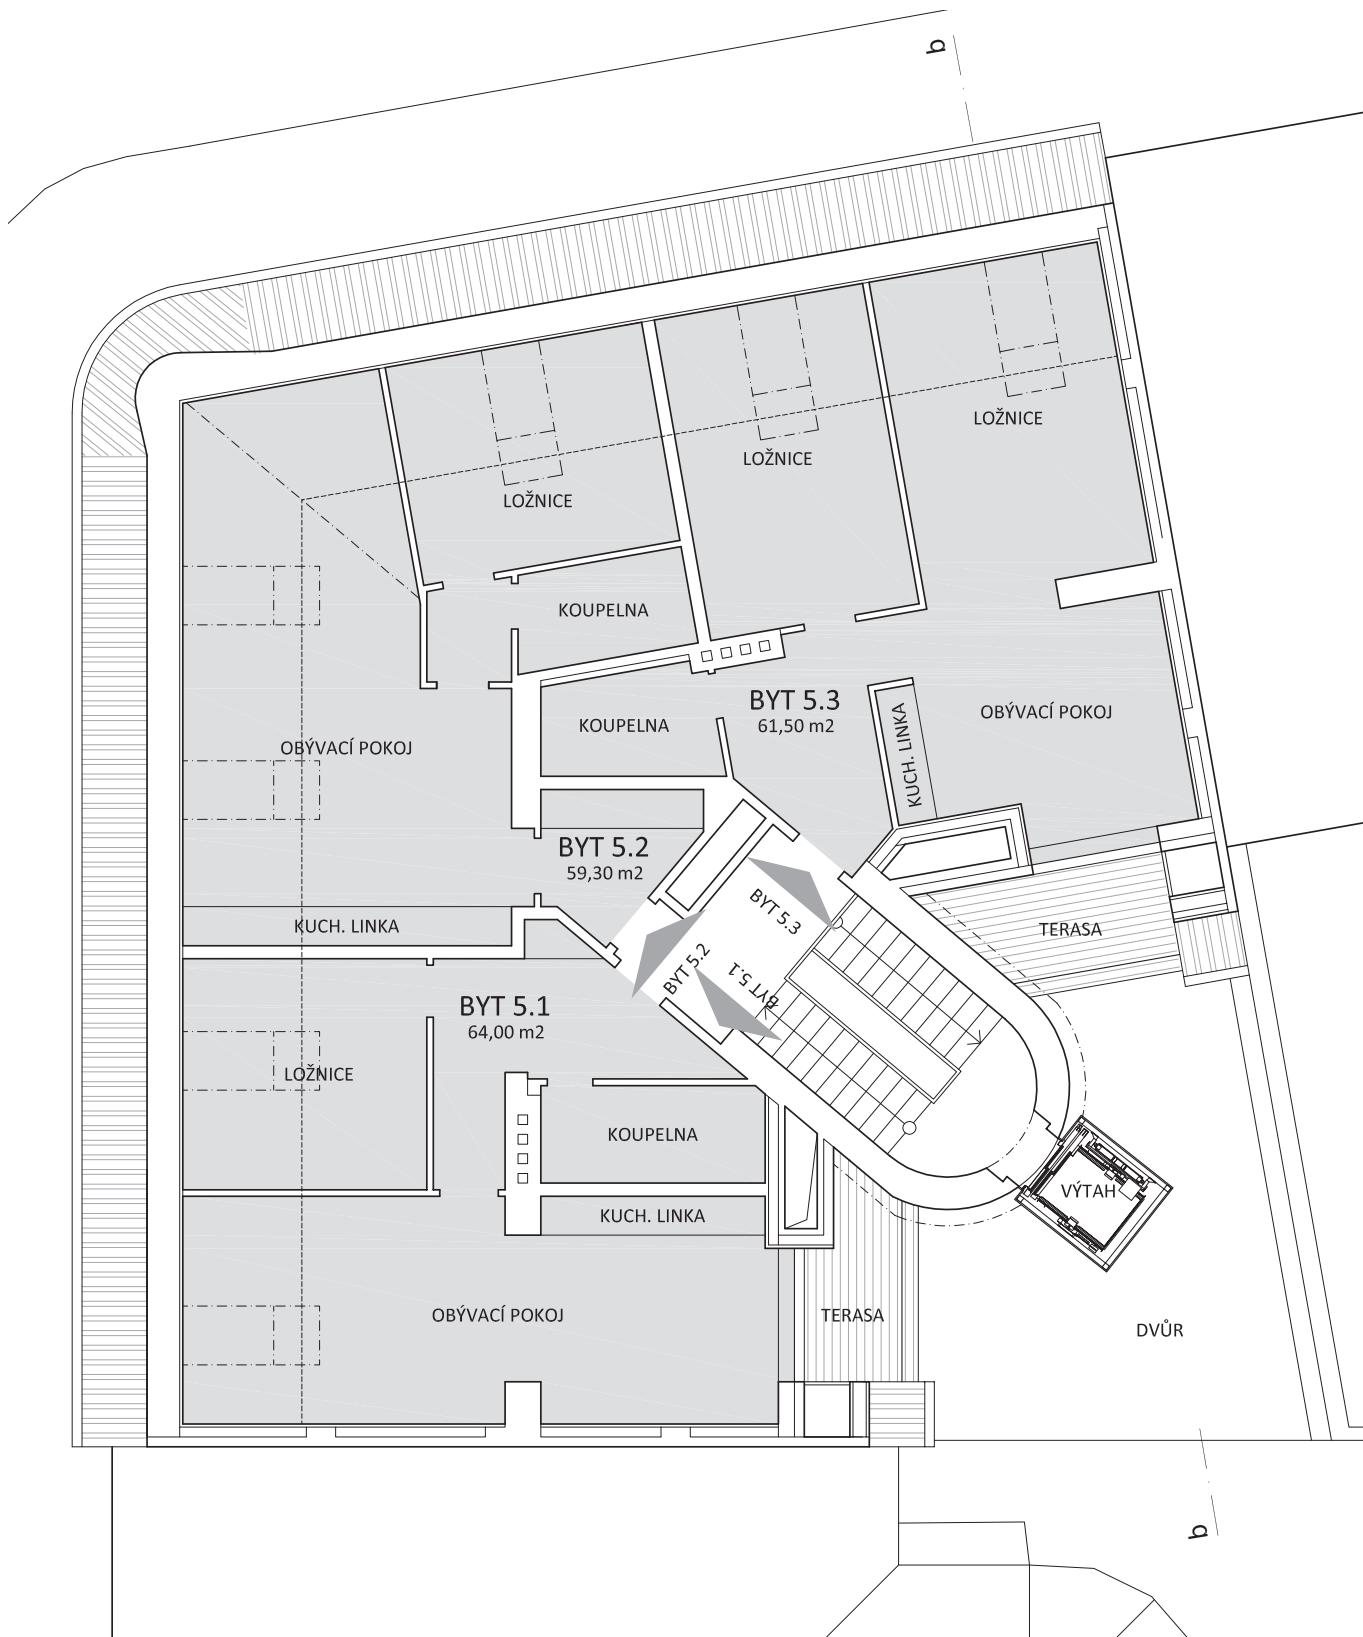 b
LOŽNICE
LOŽNICE
LOŽNICE
KOUPELNA
BYT 5.3
61,50 m2
OBÝVACÍ POKOJ
KOUPELNA
OBÝVACÍ POKOJ
KUCH. LINKA
BYT 5.2
59,30 m2
BYT 5.3
KUCH. LINKA
TERASA
BYT 5.2
BYT 5.1
BYT 5.1
64,00 m2
LOŽNICE
KOUPELNA
VÝTAH
KUCH. LINKA
OBÝVACÍ POKOJ
TERASA
DVŮR
b